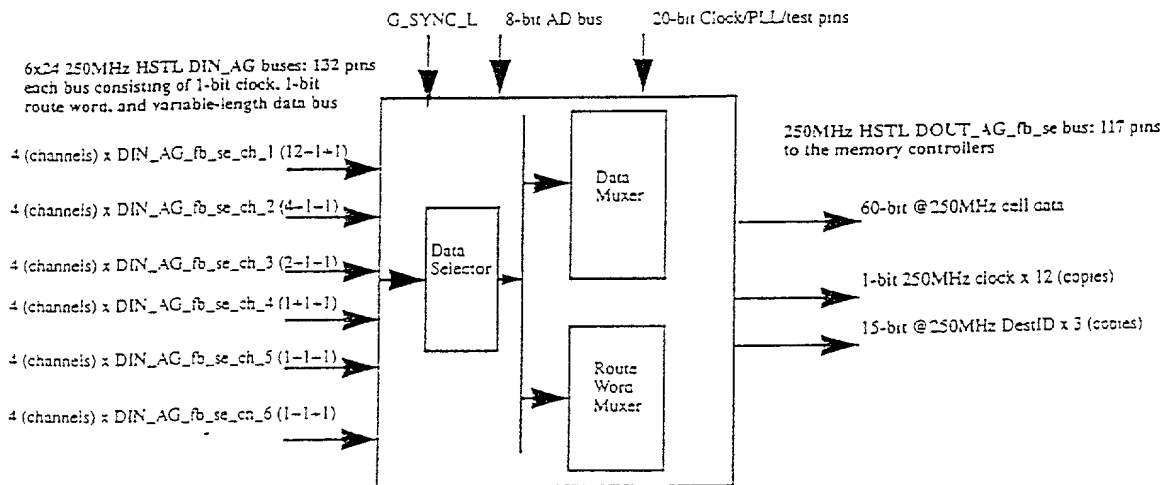 G_SYNC_L
8-bit AD bus
20-bit Clock/PLL/test pins
6x24 250MHz HSTL DIN_AG buses: 132 pins
each bus consisting of 1-bit clock, 1-bit
route word, and variable-length data bus
4 (channels) x DIN_AG_fb_se_ch_1 (12+1+1)
4 (channels) x DIN_AG_fb_se_ch_2 (4+1+1)
4 (channels) x DIN_AG_fb_se_ch_3 (2+1+1)
4 (channels) x DIN_AG_fb_se_ch_4 (1+1+1)
4 (channels) x DIN_AG_fb_se_ch_5 (1+1+1)
4 (channels) x DIN_AG_fb_se_ch_6 (1+1+1)
Data
Selector
Data
Muxer
Route
Word
Muxer
250MHz HSTL DOUT_AG_fb_se bus: 117 pins
to the memory controllers
60-bit @250MHz cell data
1-bit 250MHz clock x 12 (copies)
15-bit @250MHz DestID x 3 (copies)